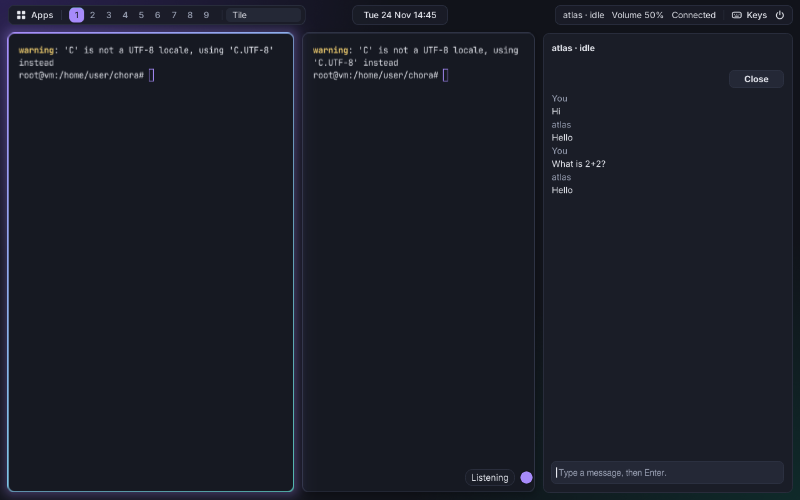 Apps 1 2 3 4 5 6 7 8 9 Tile
Tue 24 Nov 14:45
atlas · idle Volume 50% Connected Keys
warning: 'C' is not a UTF-8 locale, using 'C.UTF-8'
instead
root@vm:/home/user/chora#
warning: 'C' is not a UTF-8 locale, using
'C.UTF-8' instead
root@vm:/home/user/chora#
Listening
atlas · idle
Close
You
Hi
atlas
Hello
You
What is 2+2?
atlas
Hello
Type a message, then Enter.